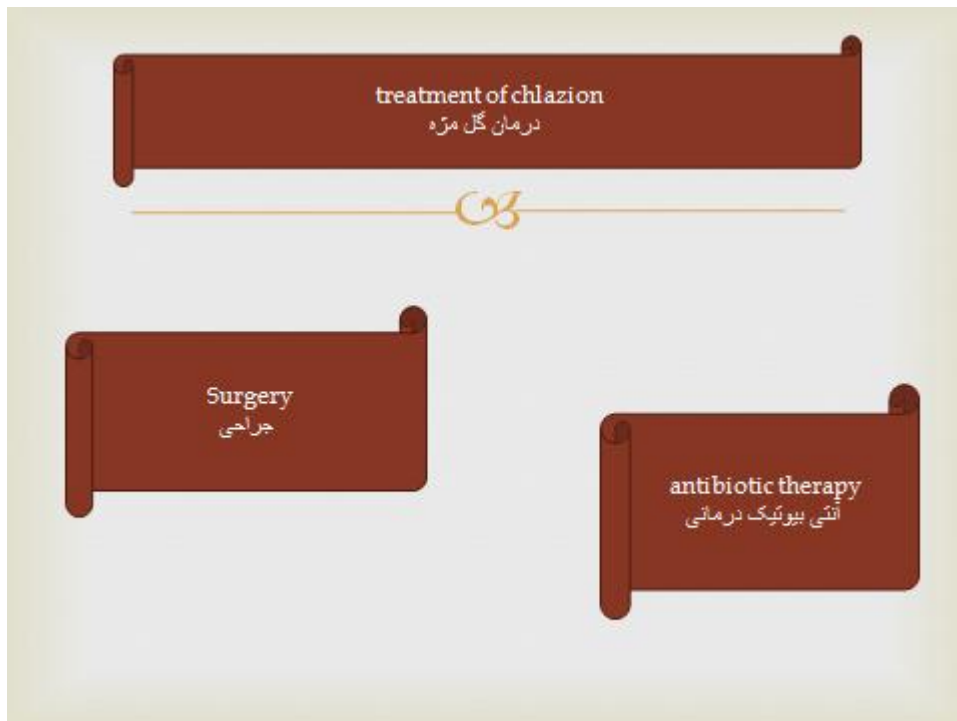 treatment of chlazion
درمان گل مژه
Surgery
جراحی
antibiotic therapy
آنتی بیوتیک درمانی